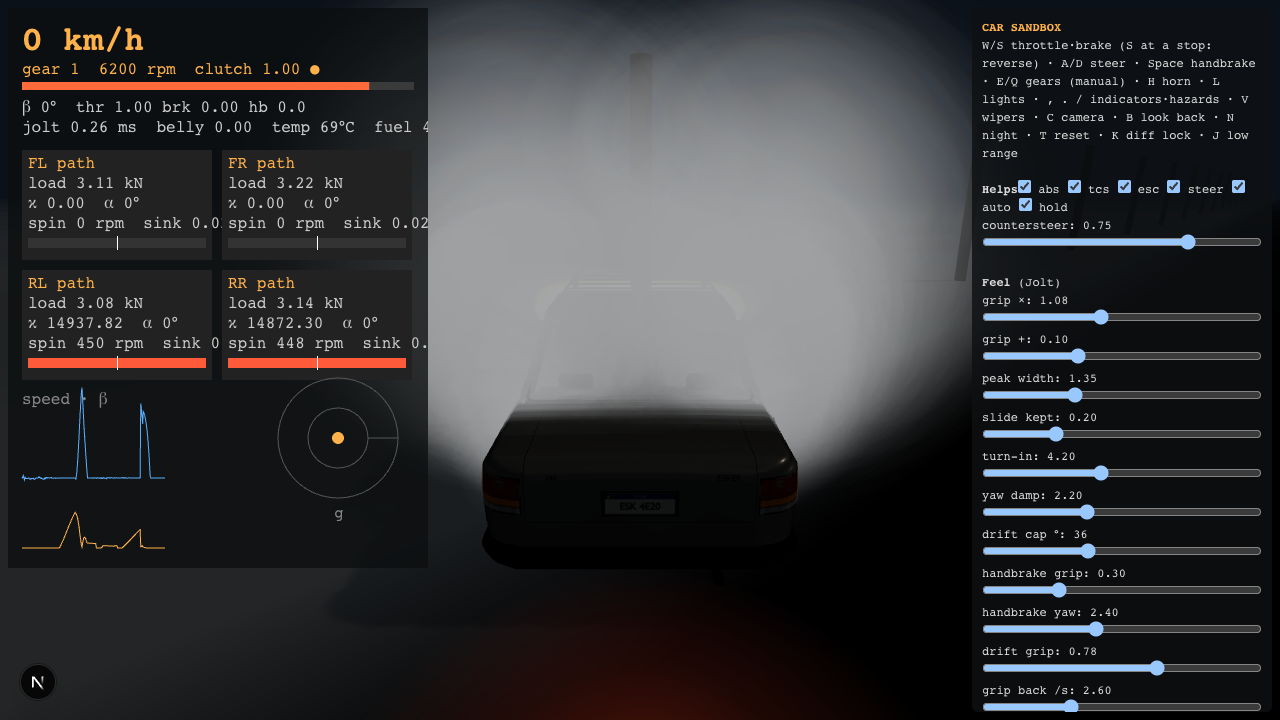 0 km/h
gear 1 6200 rpm clutch 1.00 ●
β 0° thr 1.00 brk 0.00 hb 0.0
jolt 0.26 ms belly 0.00 temp 69°C fuel 4
FL path
load 3.11 kN
ϰ 0.00 α 0°
spin 0 rpm sink 0.0
FR path
load 3.22 kN
ϰ 0.00 α 0°
spin 0 rpm sink 0.02
RL path
load 3.08 kN
ϰ 14937.82 α 0°
spin 450 rpm sink 0
RR path
load 3.14 kN
ϰ 14872.30 α 0°
spin 448 rpm sink 0.
speed · β
g
N
ESK 4E20
CAR SANDBOX
W/S throttle·brake (S at a stop:
reverse) · A/D steer · Space handbrake
· E/Q gears (manual) · H horn · L
lights · , . / indicators·hazards · V
wipers · C camera · B look back · N
night · T reset · K diff lock · J low
range
Helps abs tcs esc steer
auto hold
countersteer: 0.75
Feel (Jolt)
grip ×: 1.08
grip +: 0.10
peak width: 1.35
slide kept: 0.20
turn-in: 4.20
yaw damp: 2.20
drift cap °: 36
handbrake grip: 0.30
handbrake yaw: 2.40
drift grip: 0.78
grip back /s: 2.60